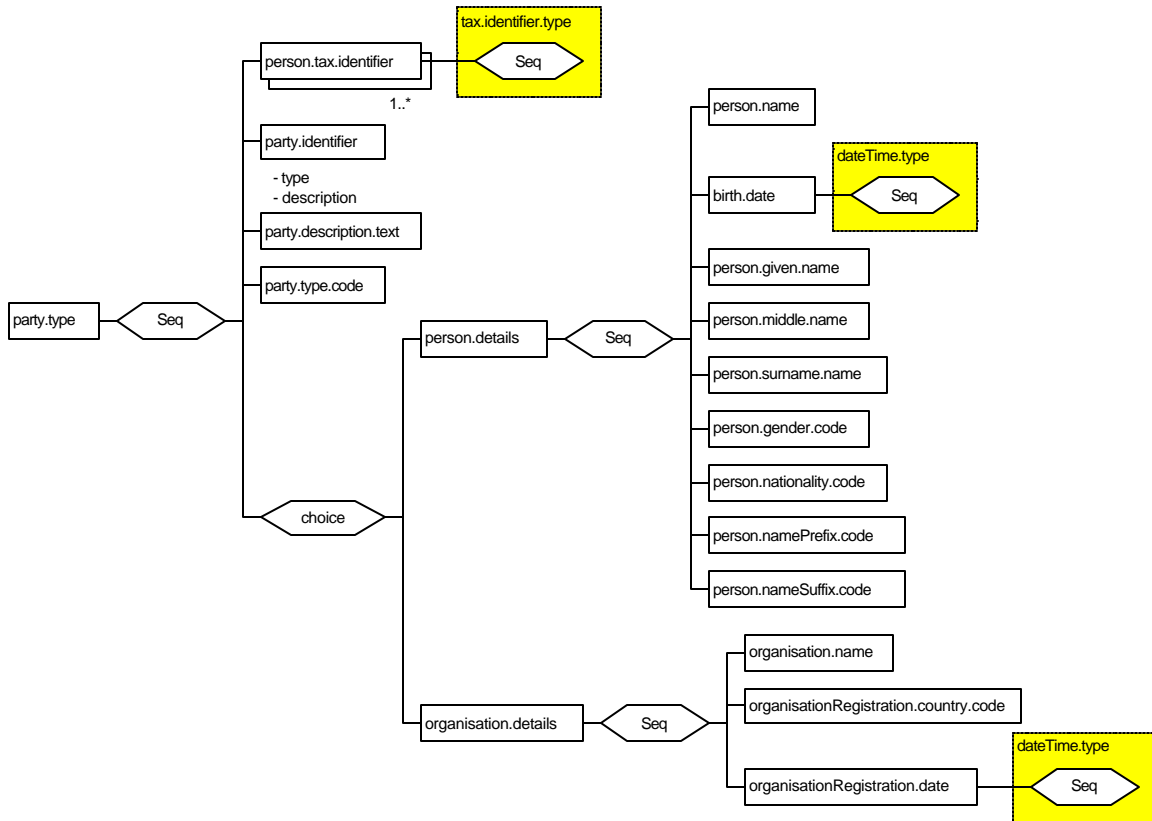 tax.identifier.type
person.tax.identifier
Seq
1..*
party.identifier
- type
- description
party.description.text
party.type.code
party.type
Seq
choice
person.details
Seq
person.name
dateTime.type
birth.date
Seq
person.given.name
person.middle.name
person.surname.name
person.gender.code
person.nationality.code
person.namePrefix.code
person.nameSuffix.code
organisation.details
Seq
organisation.name
organisationRegistration.country.code
dateTime.type
organisationRegistration.date
Seq